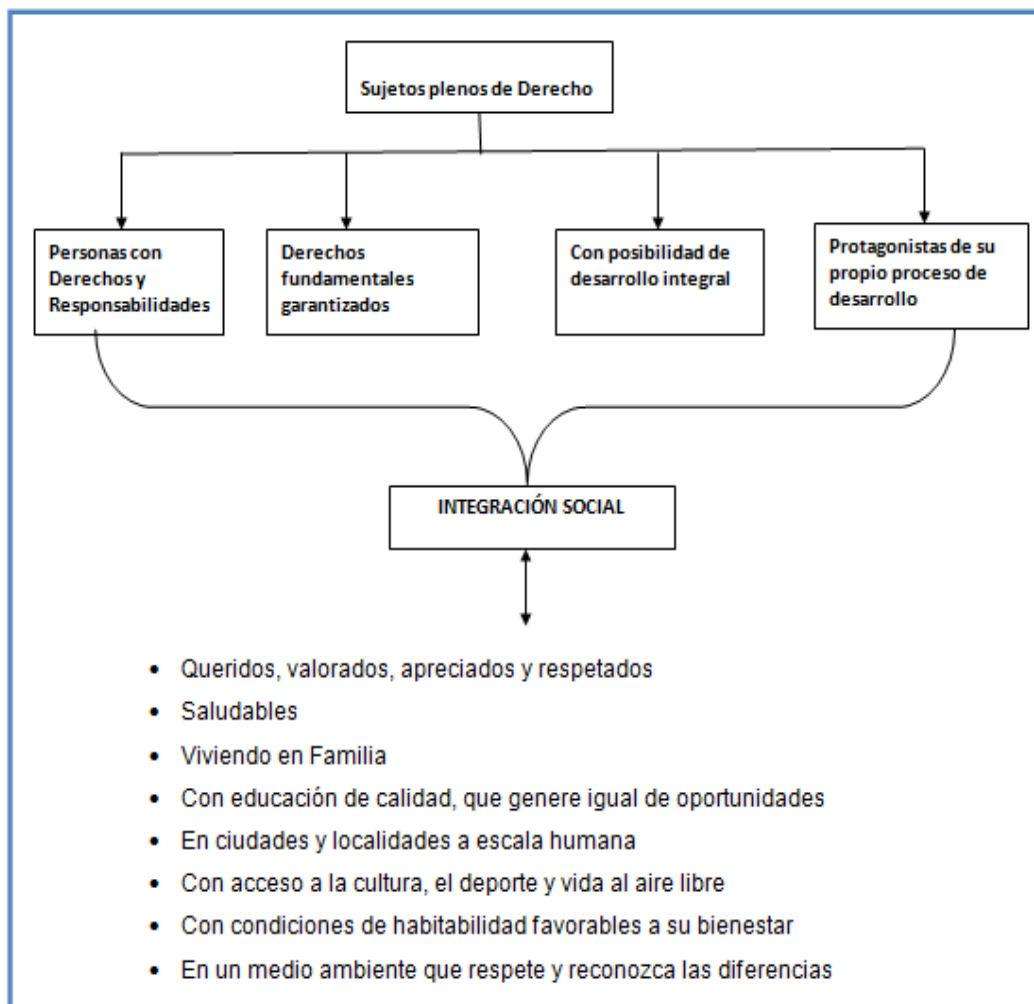 Sujetos plenos de Derecho
Personas con
Derechos y
Responsabilidades
Derechos
fundamentales
garantizados
Con posibilidad de
desarrollo integral
Protagonistas de su
propio proceso de
desarrollo
INTEGRACIÓN SOCIAL
• Queridos, valorados, apreciados y respetados
• Saludables
• Viviendo en Familia
• Con educación de calidad, que genere igual de oportunidades
• En ciudades y localidades a escala humana
• Con acceso a la cultura, el deporte y vida al aire libre
• Con condiciones de habitabilidad favorables a su bienestar
• En un medio ambiente que respete y reconozca las diferencias